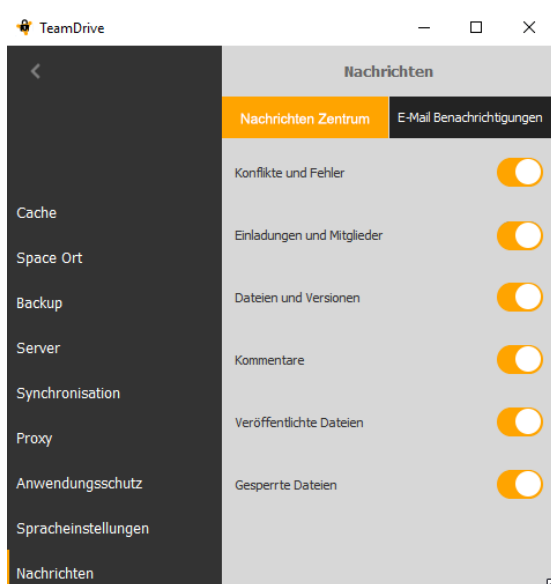 TeamDrive
Nachrichten
Nachrichten Zentrum
E-Mail Benachrichtigungen
Konflikte und Fehler
Einladungen und Mitglieder
Dateien und Versionen
Kommentare
Veröffentlichte Dateien
Gesperrte Dateien
Cache
Space Ort
Backup
Server
Synchronisation
Proxy
Anwendungsschutz
Spracheinstellungen
Nachrichten